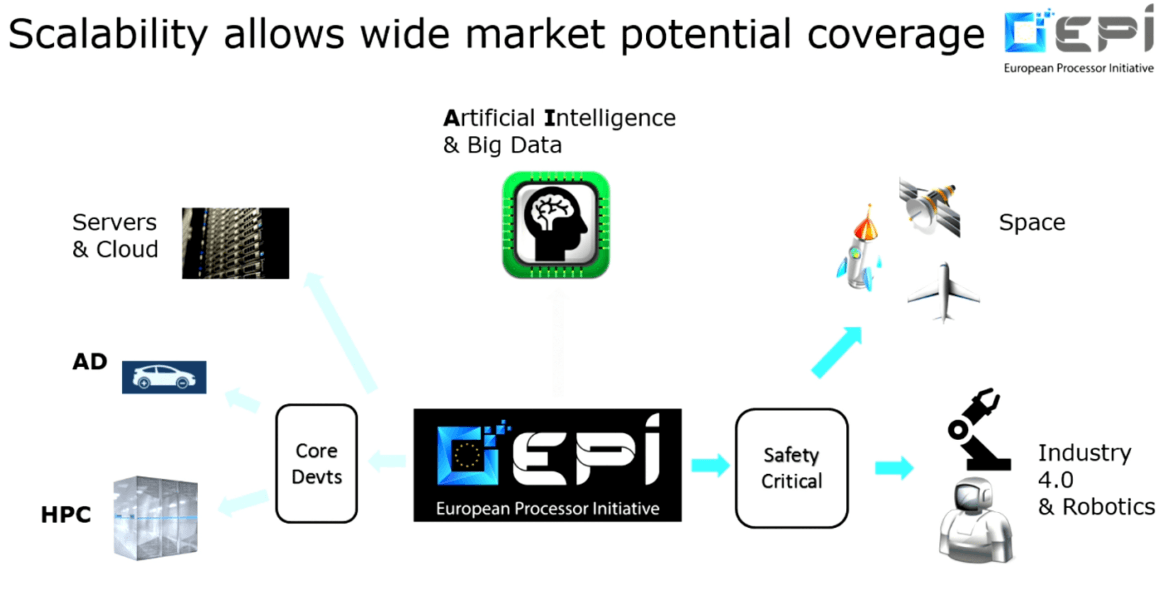 Scalability allows wide market potential coverage
EPI
European Processor Initiative
Artificial Intelligence
& Big Data
Servers
& Cloud
Space
AD
Core
Devts
EPI
European Processor Initiative
Safety
Critical
Industry
4.0
& Robotics
HPC